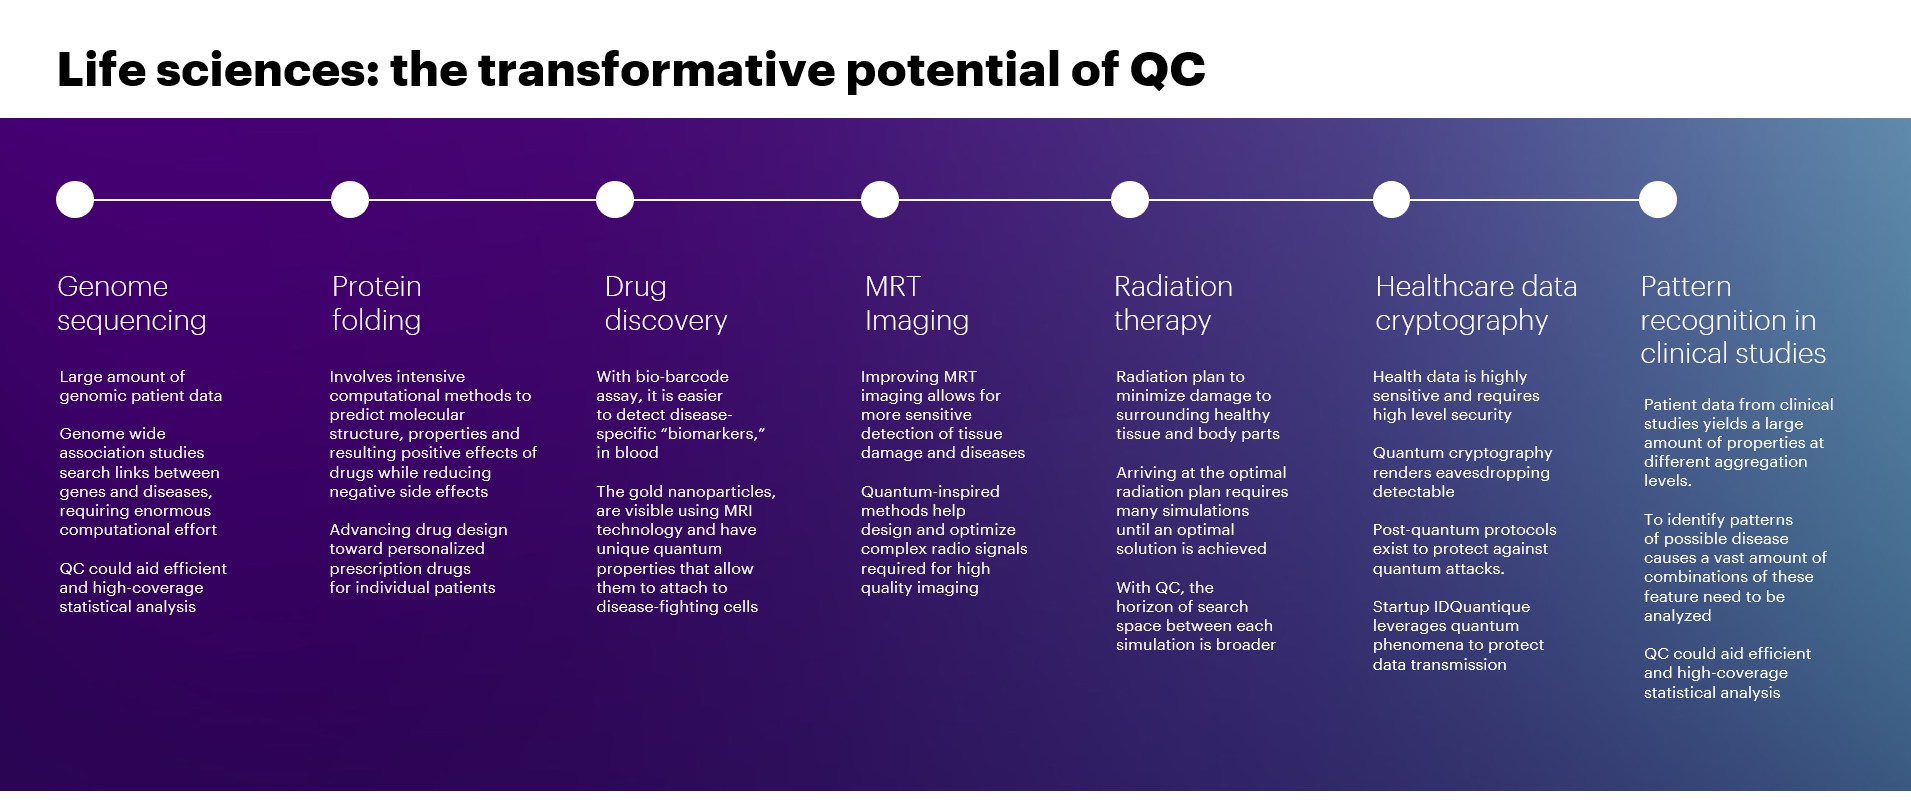 Life sciences: the transformative potential of QC
Genome
sequencing
Large amount of
genomic patient data
Genome wide
association studies
search links between
genes and diseases,
requiring enormous
computational effort
QC could aid efficient
and high-coverage
statistical analysis
Protein
folding
Involves intensive
computational methods to
predict molecular
structure, properties and
resulting positive effects of
drugs while reducing
negative side effects
Advancing drug design
toward personalized
prescription drugs
for individual patients
Drug
discovery
With bio-barcode
assay, it is easier
to detect disease-
specific “biomarkers,”
in blood
The gold nanoparticles,
are visible using MRI
technology and have
unique quantum
properties that allow
them to attach to
disease-fighting cells
MRT
Imaging
Improving MRT
imaging allows for
more sensitive
detection of tissue
damage and diseases
Quantum-inspired
methods help
design and optimize
complex radio signals
required for high
quality imaging
Radiation
therapy
Radiation plan to
minimize damage to
surrounding healthy
tissue and body parts
Arriving at the optimal
radiation plan requires
many simulations
until an optimal
solution is achieved
With QC, the
horizon of search
space between each
simulation is broader
Healthcare data
cryptography
Health data is highly
sensitive and requires
high level security
Quantum cryptography
renders eavesdropping
detectable
Post-quantum protocols
exist to protect against
quantum attacks.
Startup IDQuantique
leverages quantum
phenomena to protect
data transmission
Pattern
recognition in
clinical studies
Patient data from clinical
studies yields a large
amount of properties at
different aggregation
levels.
To identify patterns
of possible disease
causes a vast amount of
combinations of these
feature need to be
analyzed
QC could aid efficient
and high-coverage
statistical analysis